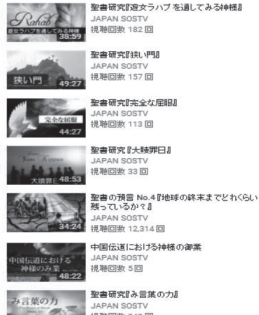 Rahab
遊女ラハブを通してみる神様
38:59
聖書研究『遊女ラハブを通してみる神様』
JAPAN SOSTV
視聴回数 182 回
狭い門
49:27
聖書研究『狭い門』
JAPAN SOSTV
視聴回数 157 回
完全な屈服
44:27
聖書研究『完全な屈服』
JAPAN SOSTV
視聴回数 113 回
大贖罪日
48:53
聖書研究 『大贖罪日』
JAPAN SOSTV
視聴回数 33 回
34:24
聖書の預言 No.4『地球の終末までどれくらい
残っているか?』
JAPAN SOSTV
視聴回数 12,314 回
中国伝道における
神様のみ業
48:22
中国伝道における神様の御業
JAPAN SOSTV
視聴回数 5 回
み言葉の力
聖書研究『み言葉の力』
JAPAN SOSTV